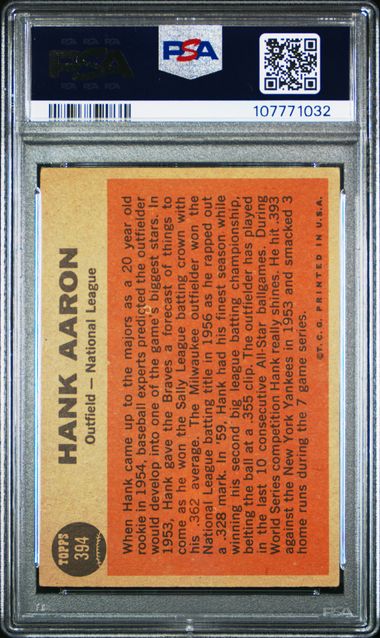 PSA
107771032
TOPPS
394
HANK AARON
Outfield — National League
When Hank came up to the majors as a 20 year old
rookie in 1954, baseball experts predicted the outfielder
would develop into one of the games biggest stars. In
1953, Hank gave the Braves a forecast of things to
come as he won the Sally League batting crown with
his .362 average. The Milwaukee outfielder won the
National League batting title in 1956 as he rapped out
a .328 mark. In '59, Hank had his finest season while
winning his second big league batting championship,
belting the ball at a .355 clip. The outfielder has played
in the last 10 consecutive All-Star ballgames. During
World Series competition Hank really shines. He hit .393
against the New York Yankees in 1953 and smacked 3
home runs during the 7 game series.
©T.C.G. PRINTED IN U.S.A.
PSA